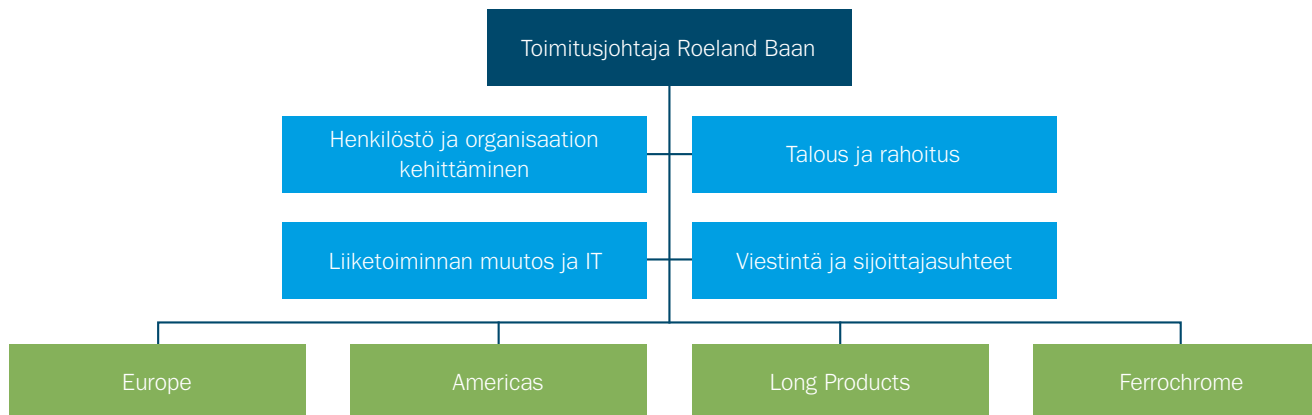 Toimitusjohtaja Roeland Baan
Henkilöstö ja organisaation
kehittäminen
Talous ja rahoitus
Liiketoiminnan muutos ja IT
Viestintä ja sijoittajasuhteet
Europe
Americas
Long Products
Ferrochrome